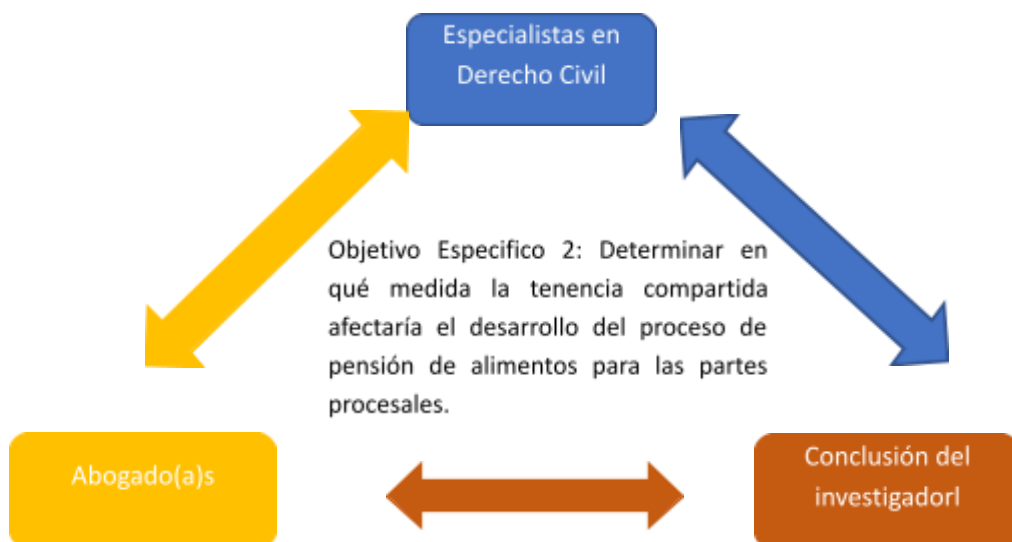 Especialistas en
Derecho Civil
Objetivo Especifico 2: Determinar en
qué medida la tenencia compartida
afectaría el desarrollo del proceso de
pensión de alimentos para las partes
procesales.
Abogado(a)s
Conclusión del
investigadorl